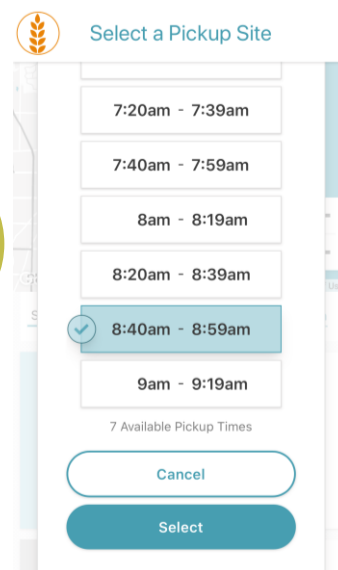 Select a Pickup Site
7:20am - 7:39am
7:40am - 7:59am
8am - 8:19am
8:20am - 8:39am
8:40am - 8:59am
9am - 9:19am
7 Available Pickup Times
Cancel
Select